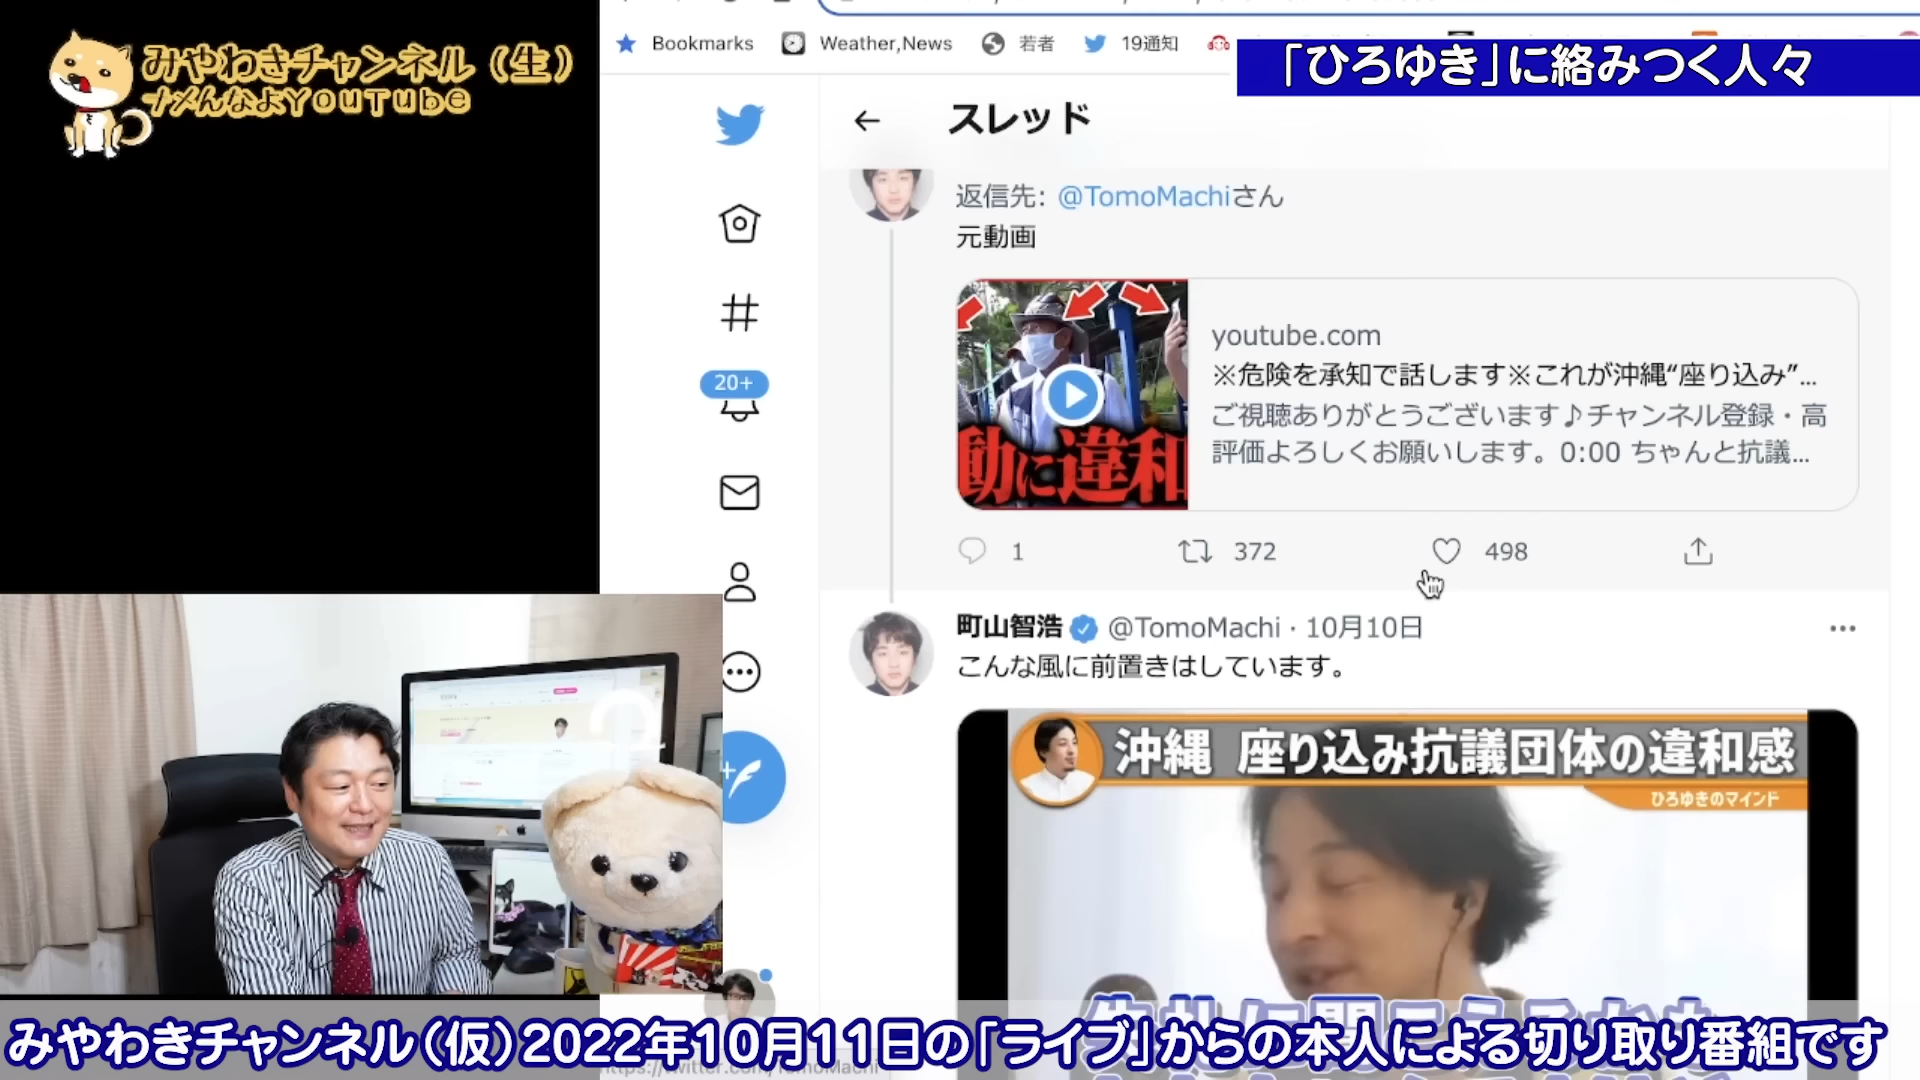 みやわきチャンネル（生）
ナメんなよYouTube
Bookmarks
Weather,News
若者
19通知
「ひろゆき」に絡みつく人々
スレッド
返信先: @TomoMachiさん
元動画
動に違和
youtube.com
※危険を承知で話します※これが沖縄“座り込み”...
ご視聴ありがとうございます♪チャンネル登録・高
評価よろしくお願いします。0:00 ちゃんと抗議...
20+
1
372
498
町山智浩 @TomoMachi · 10月10日
こんな風に前置きはしています。
沖縄 座り込み抗議団体の違和感
ひろゆきのマインド
みやわきチャンネル（仮）2022年10月11日の「ライブ」からの本人による切り取り番組です
https://twitter.com/TomoMachi